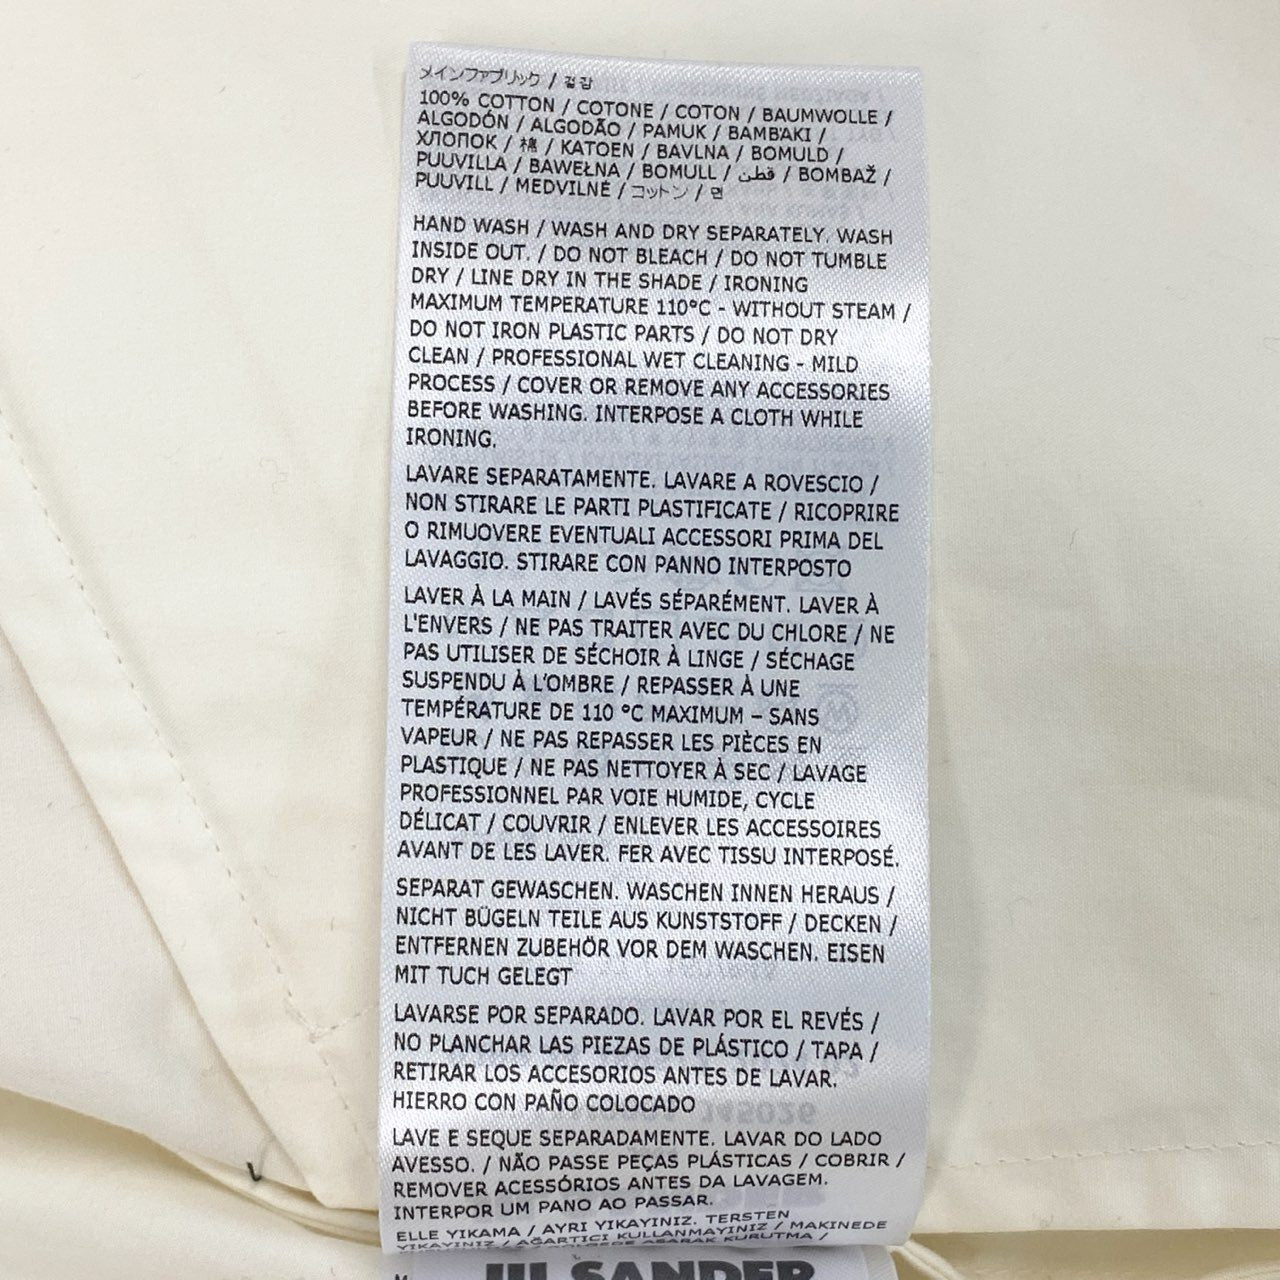 メインファブリック / 겉감
100% COTTON / COTONE / COTON / BAUMWOLLE /
ALGODÓN / ALGODÃO / PAMUK / BAMBAKI /
ХЛОПОК / 棉 / KATOEN / BAVLNA / BOMULD /
PUUVILLA / BAWEŁNA / BOMULL / قطن / BOMBAŽ /
PUUVILL / MEDVILNĖ / コットン / 면
HAND WASH / WASH AND DRY SEPARATELY. WASH
INSIDE OUT. / DO NOT BLEACH / DO NOT TUMBLE
DRY / LINE DRY IN THE SHADE / IRONING
MAXIMUM TEMPERATURE 110°C - WITHOUT STEAM /
DO NOT IRON PLASTIC PARTS / DO NOT DRY
CLEAN / PROFESSIONAL WET CLEANING - MILD
PROCESS / COVER OR REMOVE ANY ACCESSORIES
BEFORE WASHING. INTERPOSE A CLOTH WHILE
IRONING.
LAVARE SEPARATAMENTE. LAVARE A ROVESCIO /
NON STIRARE LE PARTI PLASTIFICATE / RICOPRIRE
O RIMUOVERE EVENTUALI ACCESSORI PRIMA DEL
LAVAGGIO. STIRARE CON PANNO INTERPOSTO
LAVER À LA MAIN / LAVÉS SÉPARÉMENT. LAVER À
L'ENVERS / NE PAS TRAITER AVEC DU CHLORE / NE
PAS UTILISER DE SÉCHOIR À LINGE / SÉCHAGE
SUSPENDU À L'OMBRE / REPASSER À UNE
TEMPÉRATURE DE 110 °C MAXIMUM – SANS
VAPEUR / NE PAS REPASSER LES PIÈCES EN
PLASTIQUE / NE PAS NETTOYER À SEC / LAVAGE
PROFESSIONNEL PAR VOIE HUMIDE, CYCLE
DÉLICAT / COUVRIR / ENLEVER LES ACCESSOIRES
AVANT DE LES LAVER. FER AVEC TISSU INTERPOSÉ.
SEPARAT GEWASCHEN. WASCHEN INNEN HERAUS /
NICHT BÜGELN TEILE AUS KUNSTSTOFF / DECKEN /
ENTFERNEN ZUBEHÖR VOR DEM WASCHEN. EISEN
MIT TUCH GELEGT
LAVARSE POR SEPARADO. LAVAR POR EL REVÉS /
NO PLANCHAR LAS PIEZAS DE PLÁSTICO / TAPA /
RETIRAR LOS ACCESORIOS ANTES DE LAVAR.
HIERRO CON PAÑO COLOCADO
LAVE E SEQUE SEPARADAMENTE. LAVAR DO LADO
AVESSO. / NÃO PASSE PEÇAS PLÁSTICAS / COBRIR /
REMOVER ACESSÓRIOS ANTES DA LAVAGEM.
INTERPOR UM PANO AO PASSAR.
ELLE YIKAMA / AYRI YIKAYINIZ. TERSTEN
YIKAYINIZ / AĞARTICI KULLANMAYINIZ / MAKINEDE
JIL SANDER